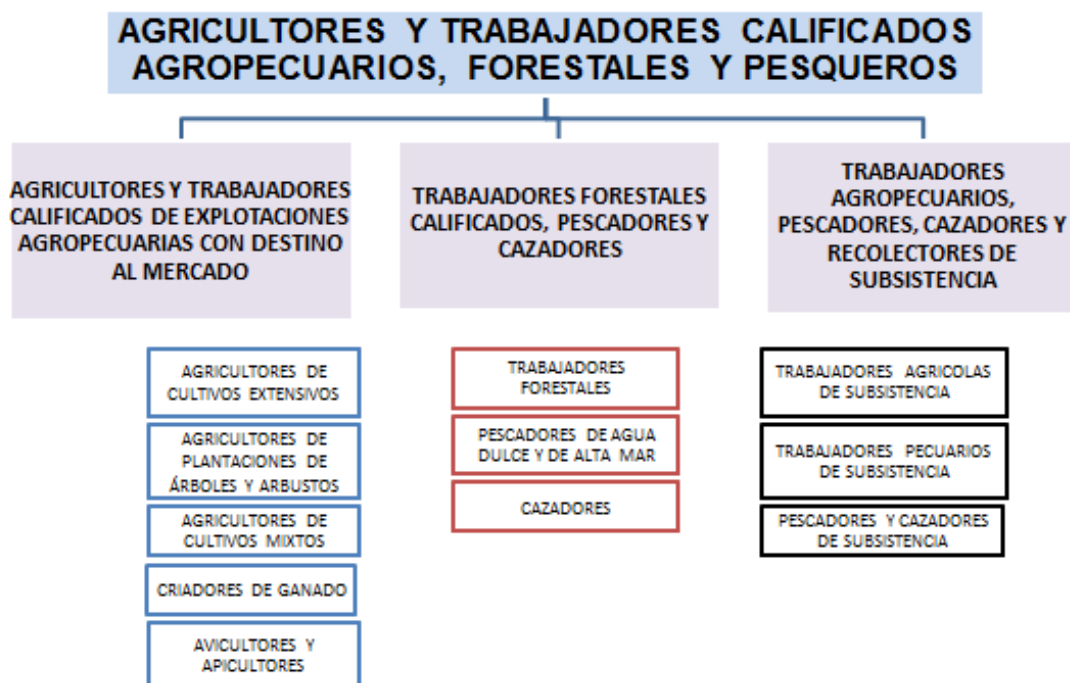 AGRICULTORES Y TRABAJADORES CALIFICADOS
AGROPECUARIOS, FORESTALES Y PESQUEROS
AGRICULTORES Y TRABAJADORES
CALIFICADOS DE EXPLOTACIONES
AGROPECUARIAS CON DESTINO
AL MERCADO
AGRICULTORES DE
CULTIVOS EXTENSIVOS
AGRICULTORES DE
PLANTACIONES DE
ÁRBOLES Y ARBUSTOS
AGRICULTORES DE
CULTIVOS MIXTOS
CRIADORES DE GANADO
AVICULTORES Y
APICULTORES
TRABAJADORES FORESTALES
CALIFICADOS, PESCADORES Y
CAZADORES
TRABAJADORES
FORESTALES
PESCADORES DE AGUA
DULCE Y DE ALTA MAR
CAZADORES
TRABAJADORES
AGROPECUARIOS,
PESCADORES, CAZADORES Y
RECOLECTORES DE
SUBSISTENCIA
TRABAJADORES AGRICOLAS
DE SUBSISTENCIA
TRABAJADORES PECUARIOS
DE SUBSISTENCIA
PESCADORES Y CAZADORES
DE SUBSISTENCIA